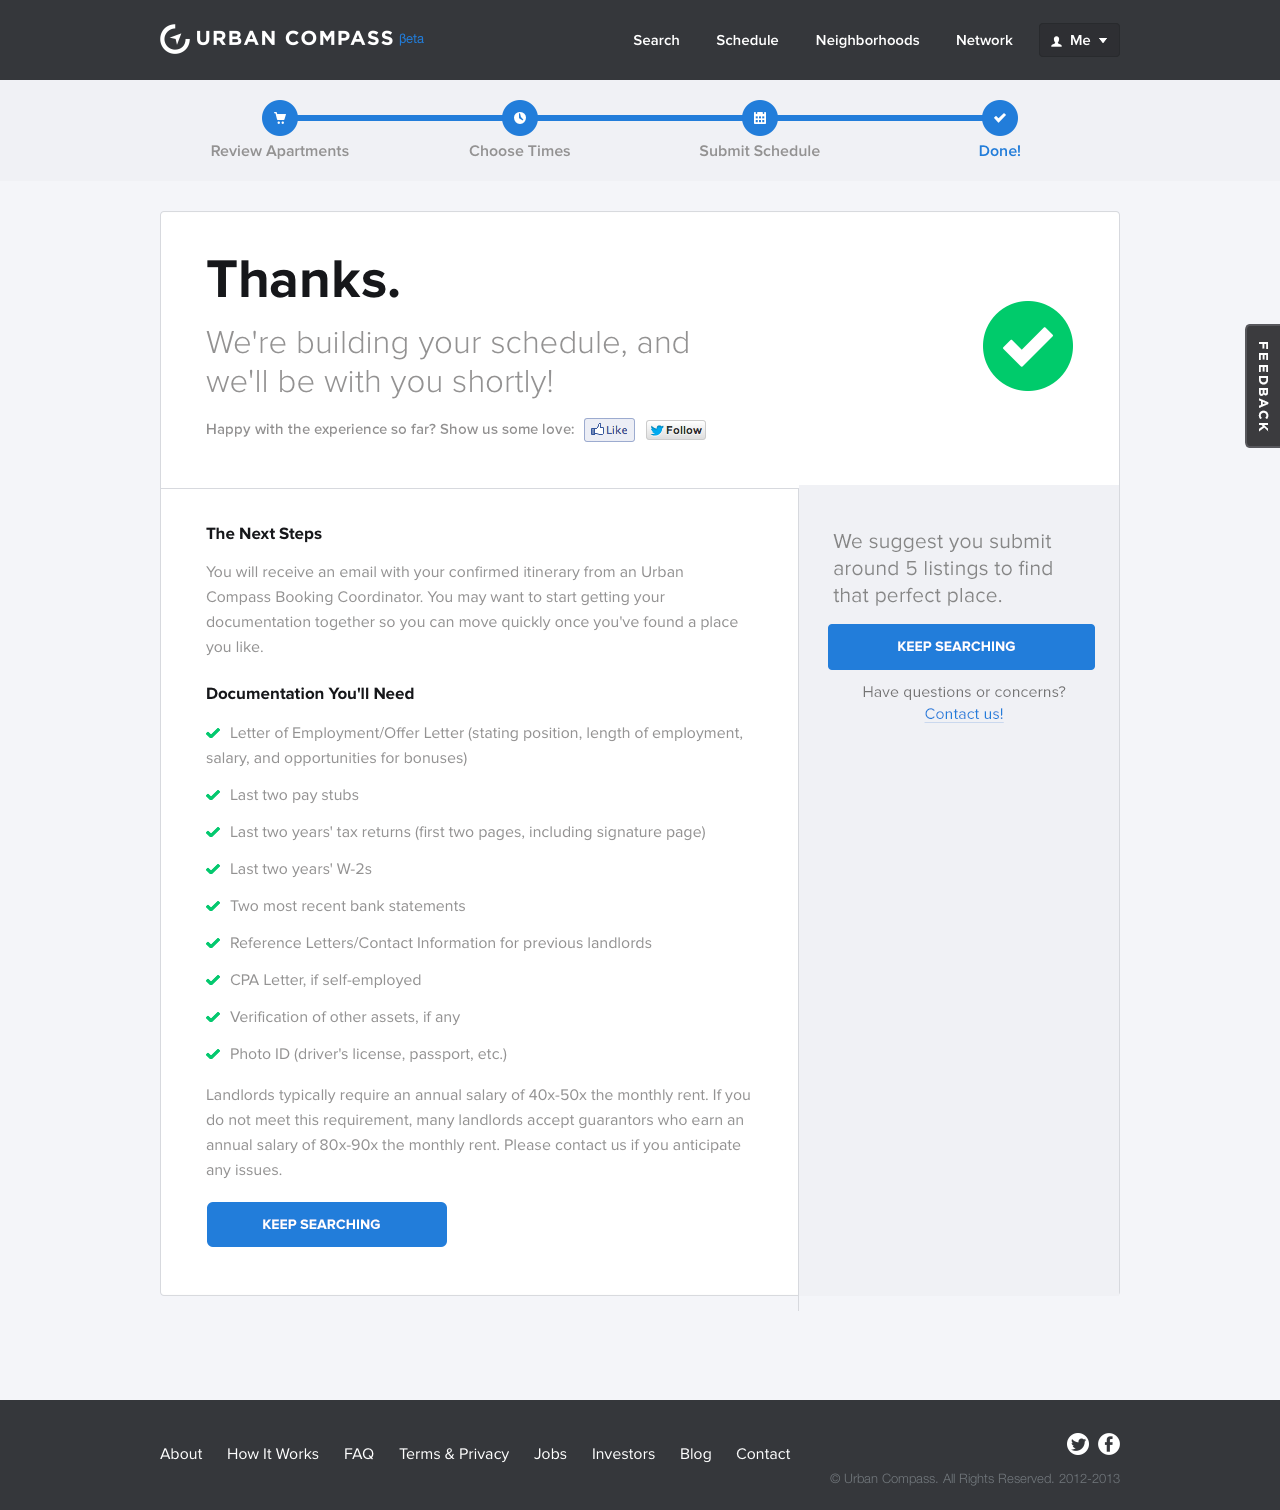 URBAN COMPASS βeta
Search Schedule Neighborhoods Network Me
Review Apartments Choose Times Submit Schedule Done!
Thanks.
We're building your schedule, and
we'll be with you shortly!
Happy with the experience so far? Show us some love: Like Follow
FEEDBACK
The Next Steps
You will receive an email with your confirmed itinerary from an Urban
Compass Booking Coordinator. You may want to start getting your
documentation together so you can move quickly once you've found a place
you like.
Documentation You'll Need
Letter of Employment/Offer Letter (stating position, length of employment,
salary, and opportunities for bonuses)
Last two pay stubs
Last two years' tax returns (first two pages, including signature page)
Last two years' W-2s
Two most recent bank statements
Reference Letters/Contact Information for previous landlords
CPA Letter, if self-employed
Verification of other assets, if any
Photo ID (driver's license, passport, etc.)
Landlords typically require an annual salary of 40x-50x the monthly rent. If you
do not meet this requirement, many landlords accept guarantors who earn an
annual salary of 80x-90x the monthly rent. Please contact us if you anticipate
any issues.
KEEP SEARCHING
We suggest you submit
around 5 listings to find
that perfect place.
KEEP SEARCHING
Have questions or concerns?
Contact us!
About How It Works FAQ Terms & Privacy Jobs Investors Blog Contact
© Urban Compass. All Rights Reserved. 2012-2013